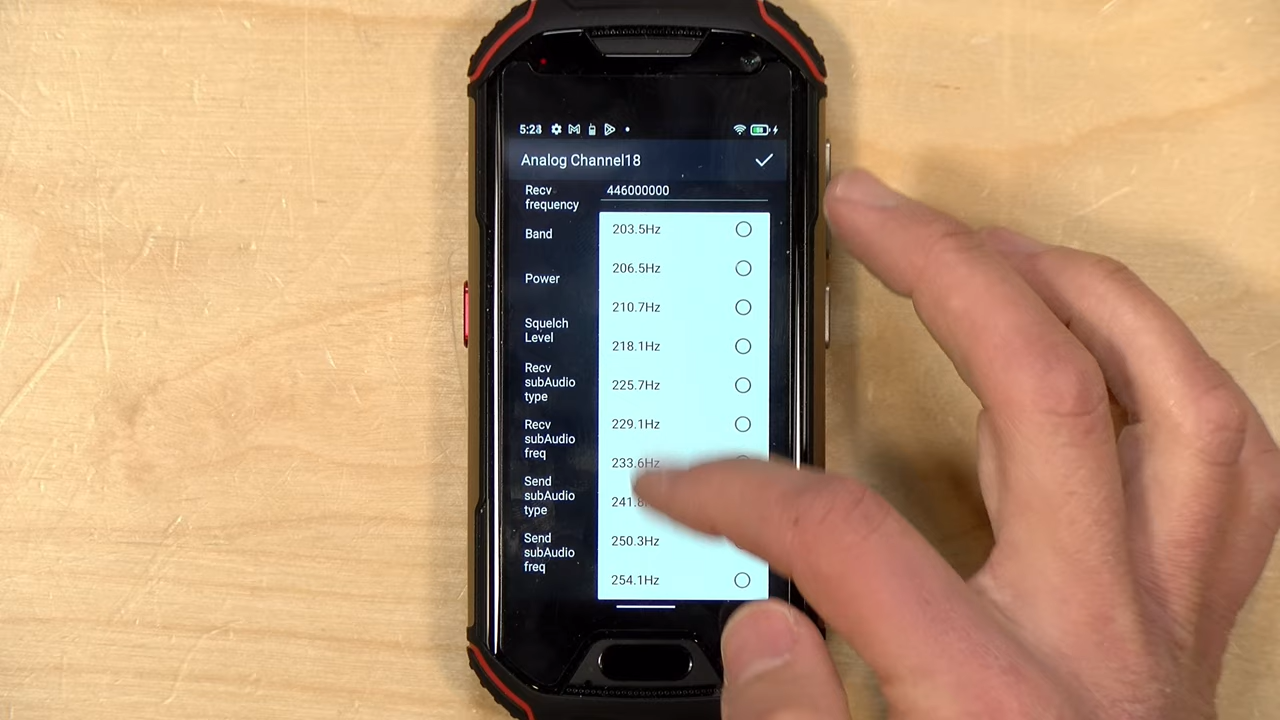 5:28
Analog Channel18
Recv frequency
446000000
Band
Power
Squelch Level
Recv subAudio type
Recv subAudio freq
Send subAudio type
Send subAudio freq
203.5Hz
206.5Hz
210.7Hz
218.1Hz
225.7Hz
229.1Hz
233.6Hz
241.8
250.3Hz
254.1Hz